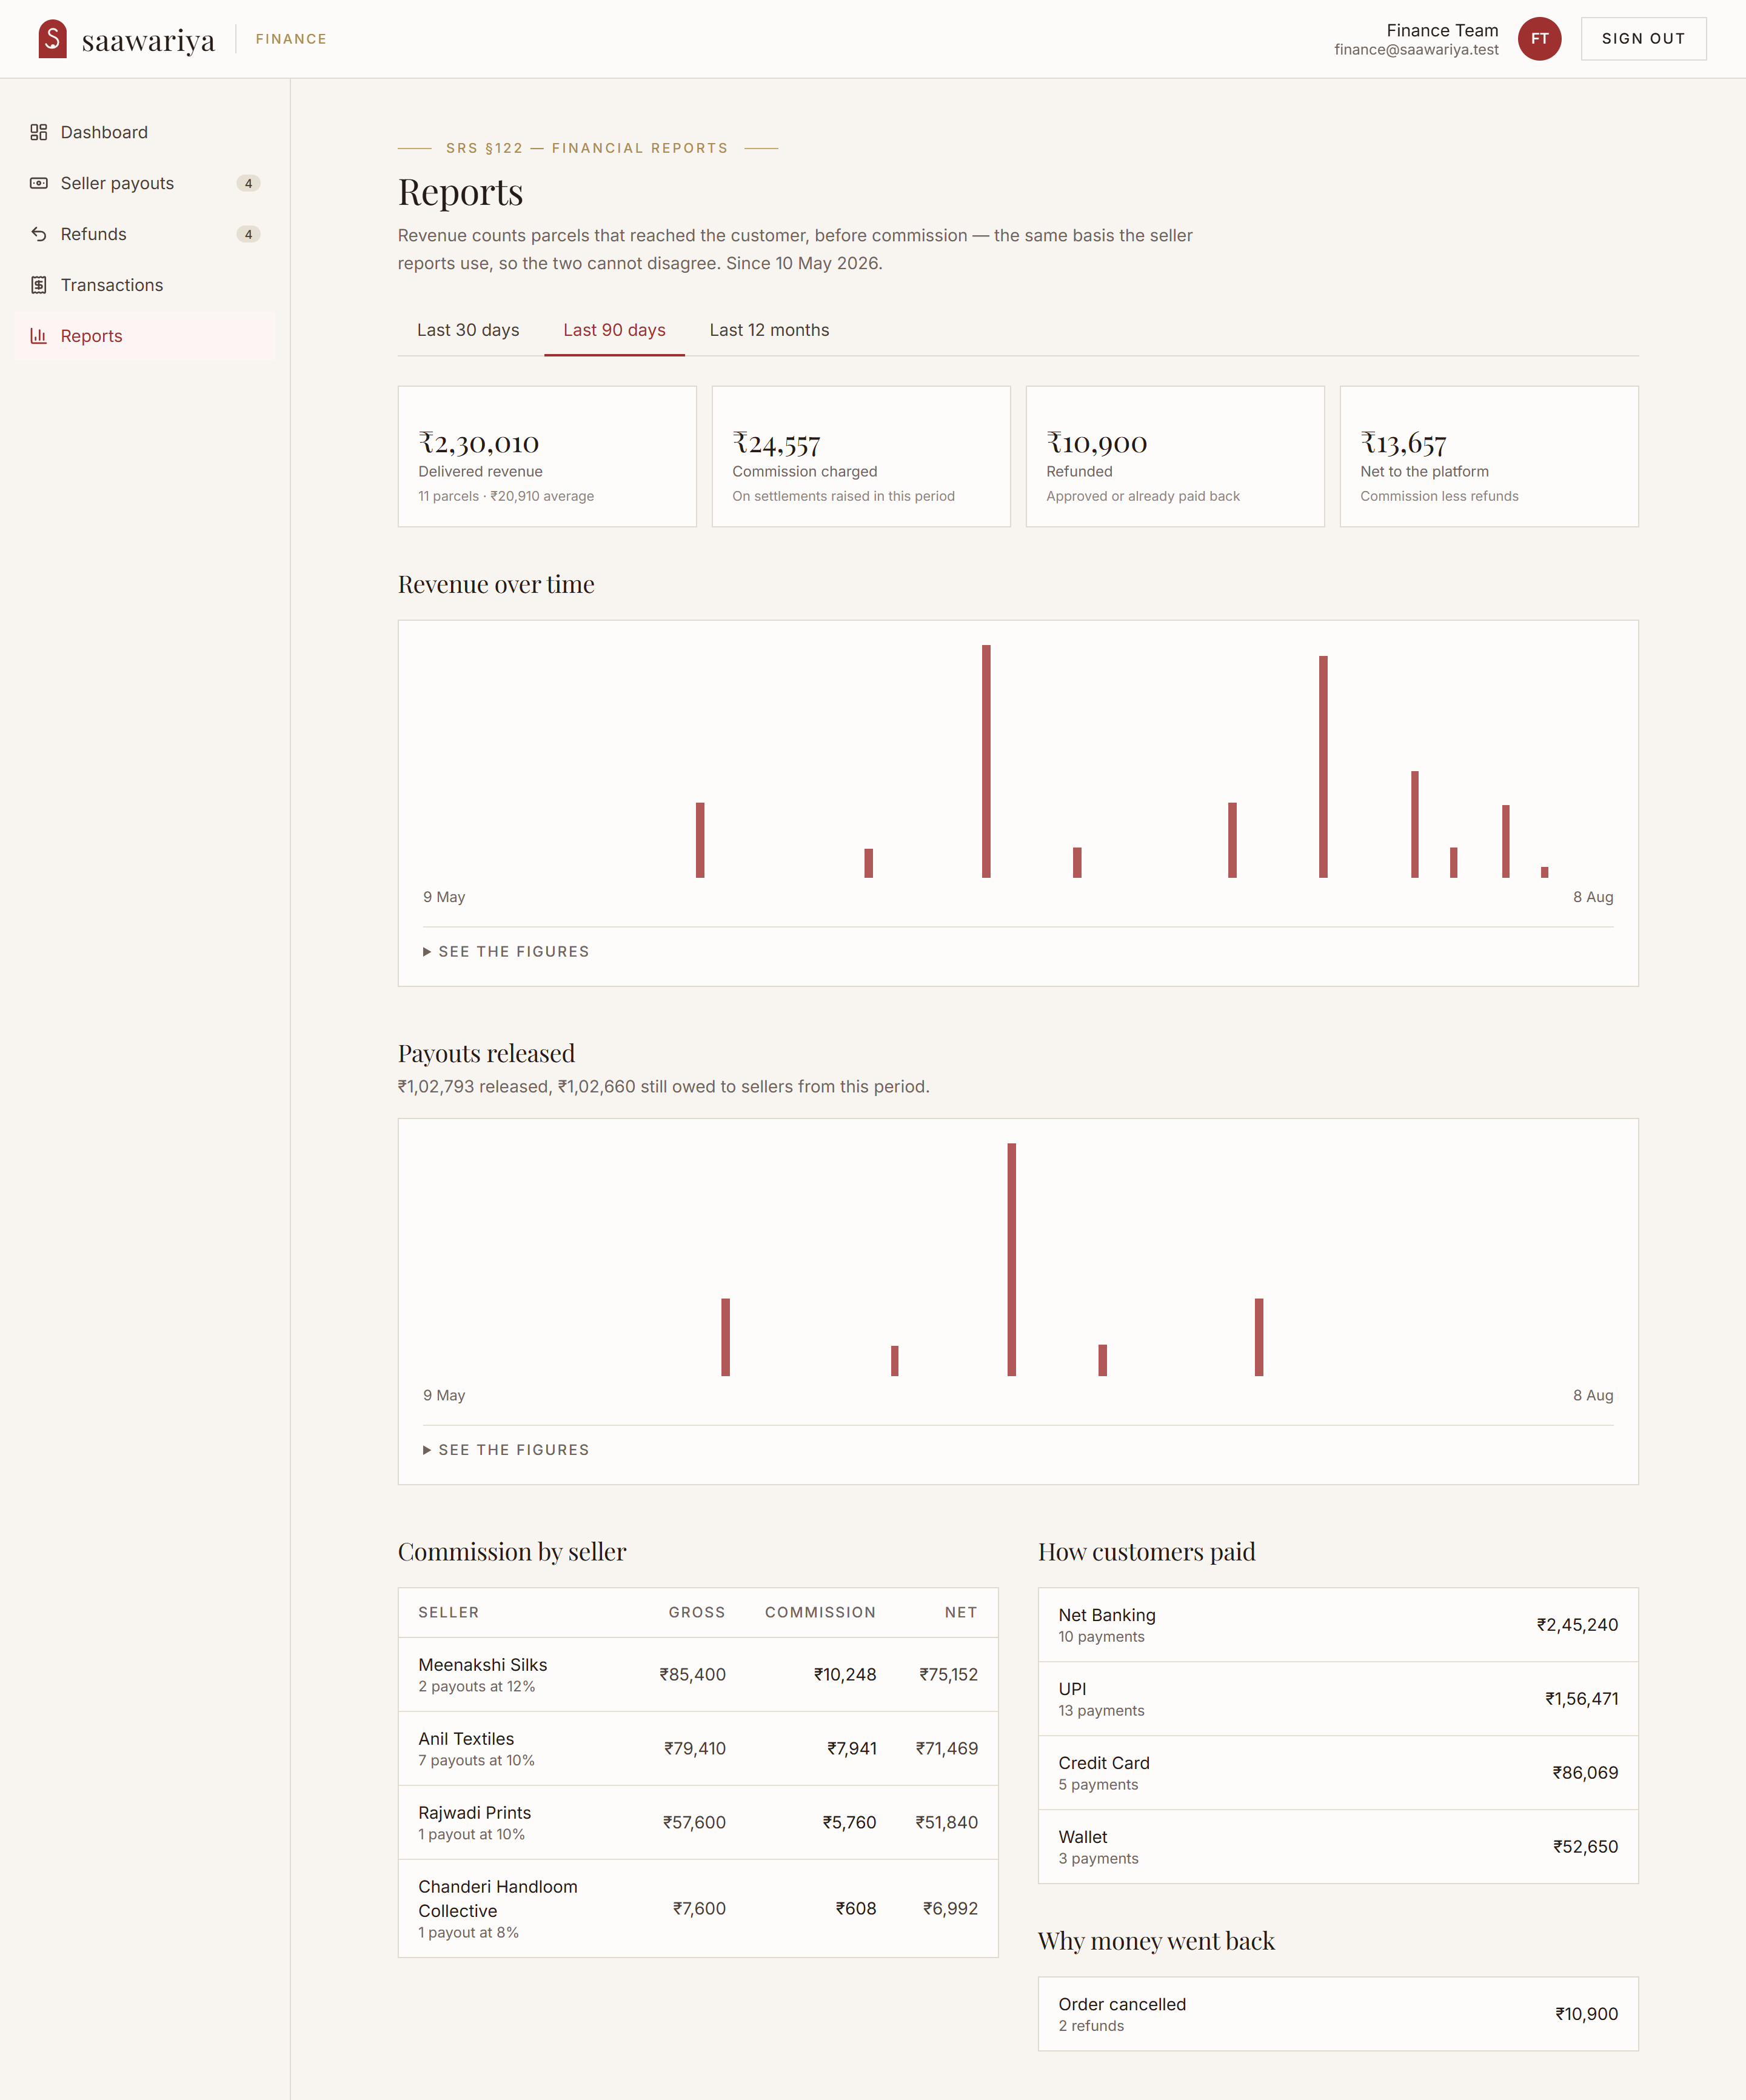 saawariya
FINANCE
Finance Team
finance@saawariya.test
FT
SIGN OUT
Dashboard
Seller payouts 4
Refunds 4
Transactions
Reports
SRS §122 — FINANCIAL REPORTS
Reports
Revenue counts parcels that reached the customer, before commission — the same basis the seller
reports use, so the two cannot disagree. Since 10 May 2026.
Last 30 days Last 90 days Last 12 months
₹2,30,010
Delivered revenue
11 parcels · ₹20,910 average
₹24,557
Commission charged
On settlements raised in this period
₹10,900
Refunded
Approved or already paid back
₹13,657
Net to the platform
Commission less refunds
Revenue over time
9 May 8 Aug
SEE THE FIGURES
Payouts released
₹1,02,793 released, ₹1,02,660 still owed to sellers from this period.
9 May 8 Aug
SEE THE FIGURES
Commission by seller
SELLER GROSS COMMISSION NET
Meenakshi Silks
2 payouts at 12%
₹85,400 ₹10,248 ₹75,152
Anil Textiles
7 payouts at 10%
₹79,410 ₹7,941 ₹71,469
Rajwadi Prints
1 payout at 10%
₹57,600 ₹5,760 ₹51,840
Chanderi Handloom
Collective
1 payout at 8%
₹7,600 ₹608 ₹6,992
How customers paid
Net Banking
10 payments
₹2,45,240
UPI
13 payments
₹1,56,471
Credit Card
5 payments
₹86,069
Wallet
3 payments
₹52,650
Why money went back
Order cancelled
2 refunds
₹10,900